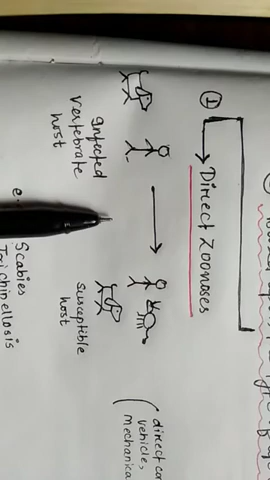 ① Direct Zoonoses
Infected
vertebrate
host
Susceptible
host
(direct co
vehicle,
mechanica
e.
Scabies
Trichinellosis